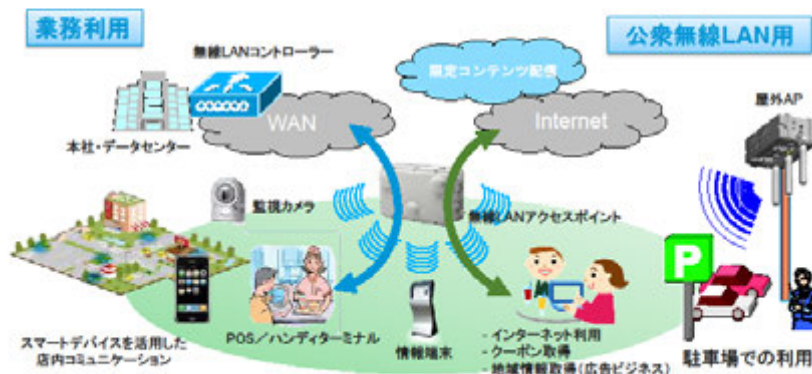 業務利用
公衆無線LAN用
無線LANコントローラー
限定コンテンツ配信
屋外AP
WAN
Internet
本社・データセンター
監視カメラ
無線LANアクセスポイント
P
スマートデバイスを活用した
店内コミュニケーション
POS/ハンディターミナル
情報端末
- インターネット利用
- クーポン取得
- 地域情報取得(広告ビジネス)
駐車場での利用